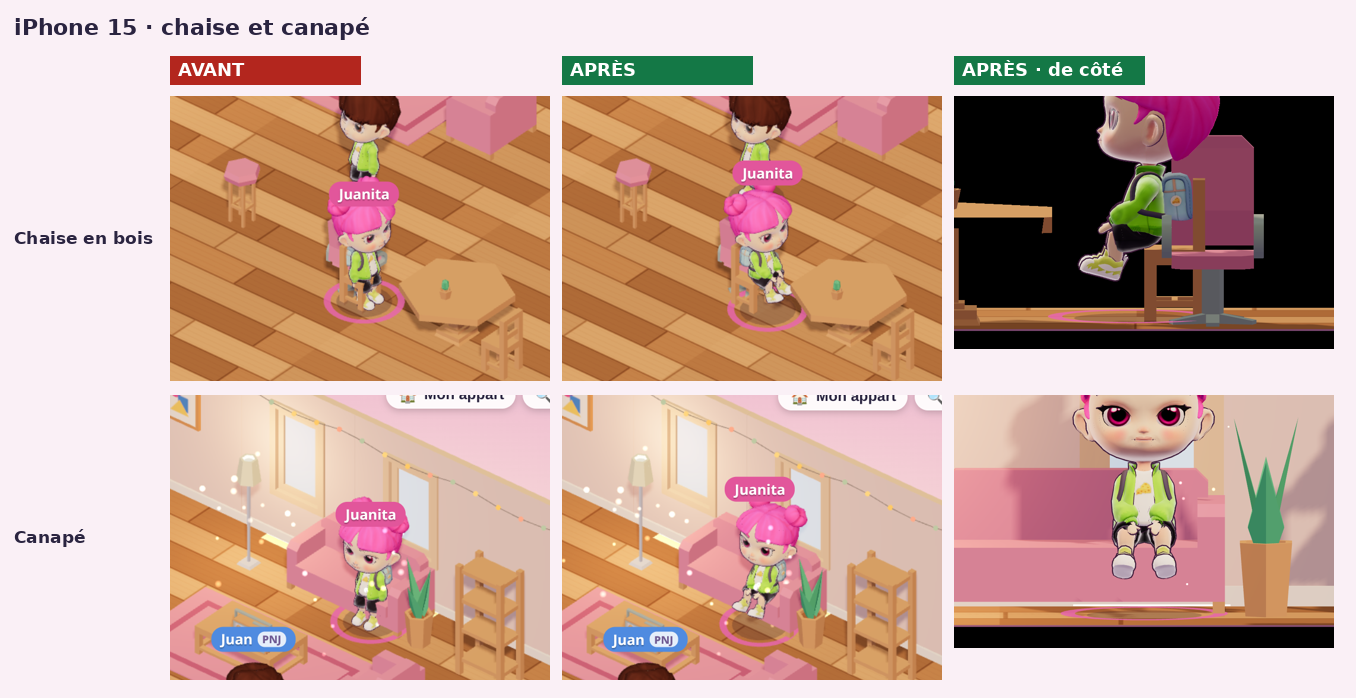 iPhone 15 · chaise et canapé
AVANT
APRÈS
APRÈS · de côté
Chaise en bois
Juanita
Juanita
Canapé
Mon appart
Mon appart
Juanita
Juanita
Juan PNJ
Juan PNJ